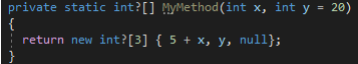 private static int?[] MyMethod(int x, int y = 20)
{
return new int?[3] { 5 + x, y, null};
}